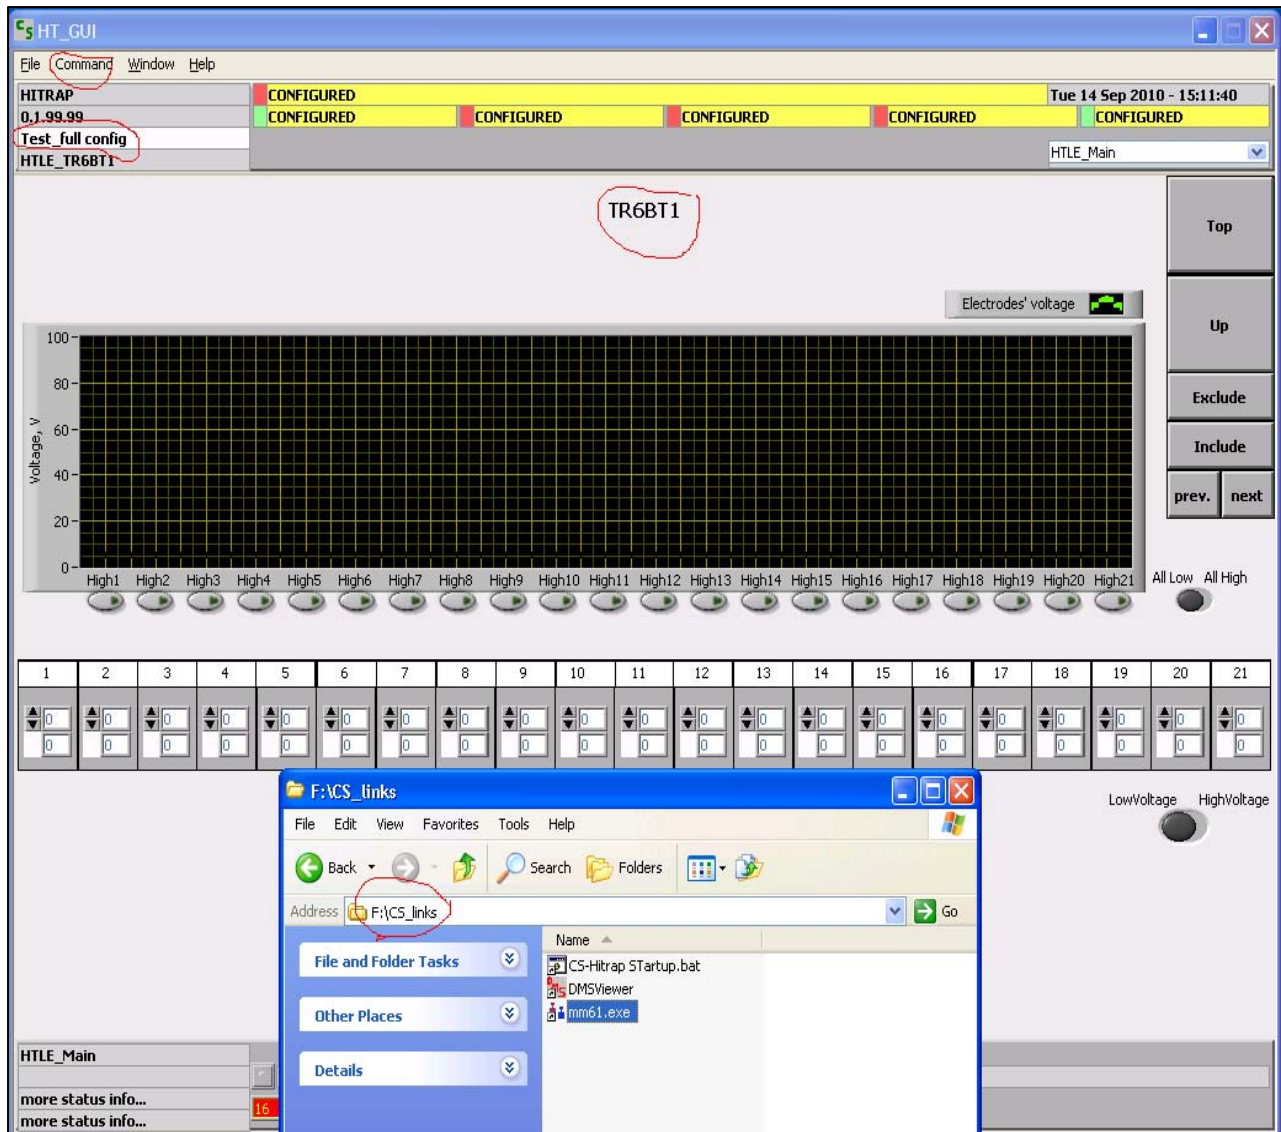 HT_GUI
File Command Window Help
HITRAP CONFIGURED Tue 14 Sep 2010 - 15:11:40
0,1.99.99 CONFIGURED CONFIGURED CONFIGURED CONFIGURED CONFIGURED
Test_full config
HTLE_TR6BT1 HTLE_Main
TR6BT1
Top
Electrodes' voltage
Up
Exclude
Include
prev. next
Voltage, V
100
80
60
40
20
0
High1 High2 High3 High4 High5 High6 High7 High8 High9 High10 High11 High12 High13 High14 High15 High16 High17 High18 High19 High20 High21 All Low All High
1 2 3 4 5 6 7 8 9 10 11 12 13 14 15 16 17 18 19 20 21
0 0 0 0 0 0 0 0 0 0 0 0 0 0 0 0 0 0 0 0 0
0 0 0 0 0 0 0 0 0 0 0 0 0 0 0 0 0 0 0 0 0
LowVoltage HighVoltage
F:\CS_links
File Edit View Favorites Tools Help
Back Search Folders
Address F:\CS_links Go
Name
File and Folder Tasks
CS-Hitrap STartup.bat
DMSViewer
mm61.exe
Other Places
Details
HTLE_Main
more status info...
16
more status info...